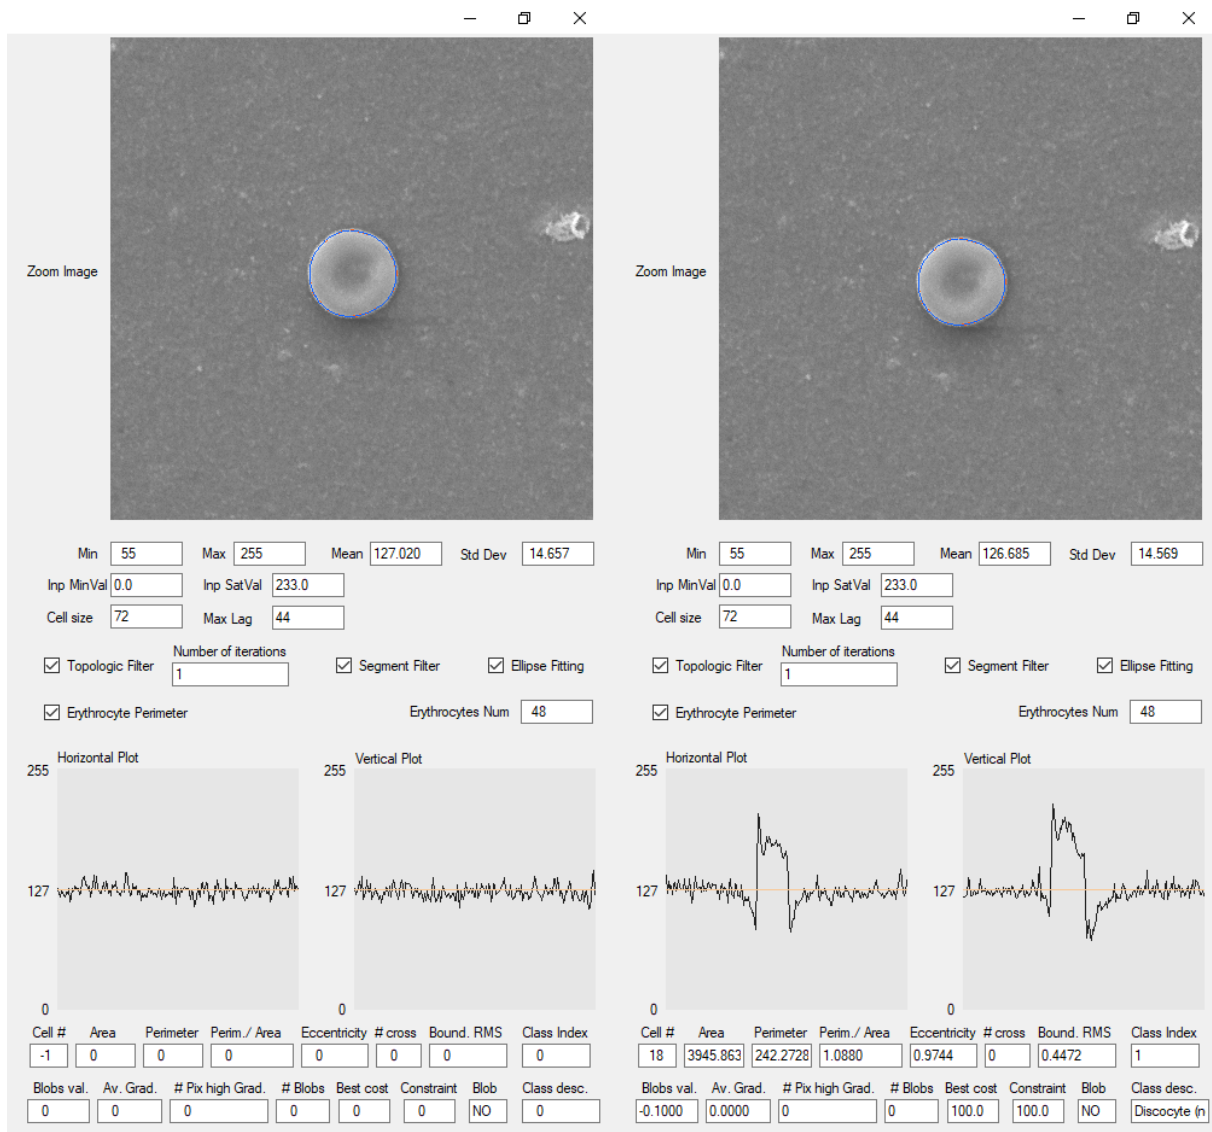 Zoom Image
Min 55 Max 255 Mean 127.020 Std Dev 14.657
Inp MinVal 0.0 Inp SatVal 233.0
Cell size 72 Max Lag 44
Topologic Filter Number of iterations 1 Segment Filter Ellipse Fitting
Erythrocyte Perimeter Erythrocytes Num 48
Horizontal Plot Vertical Plot
255 255
127 127
0 0
Cell # Area Perimeter Perim./ Area Eccentricity # cross Bound. RMS Class Index
-1 0 0 0 0 0 0 0
Blobs val. Av. Grad. # Pix high Grad. # Blobs Best cost Constraint Blob Class desc.
0 0 0 0 0 0 NO 0
Zoom Image
Min 55 Max 255 Mean 126.685 Std Dev 14.569
Inp MinVal 0.0 Inp SatVal 233.0
Cell size 72 Max Lag 44
Topologic Filter Number of iterations 1 Segment Filter Ellipse Fitting
Erythrocyte Perimeter Erythrocytes Num 48
Horizontal Plot Vertical Plot
255 255
127 127
0 0
Cell # Area Perimeter Perim./ Area Eccentricity # cross Bound. RMS Class Index
18 3945.863 242.2728 1.0880 0.9744 0 0.4472 1
Blobs val. Av. Grad. # Pix high Grad. # Blobs Best cost Constraint Blob Class desc.
-0.1000 0.0000 0 0 100.0 100.0 NO Discocyte (n